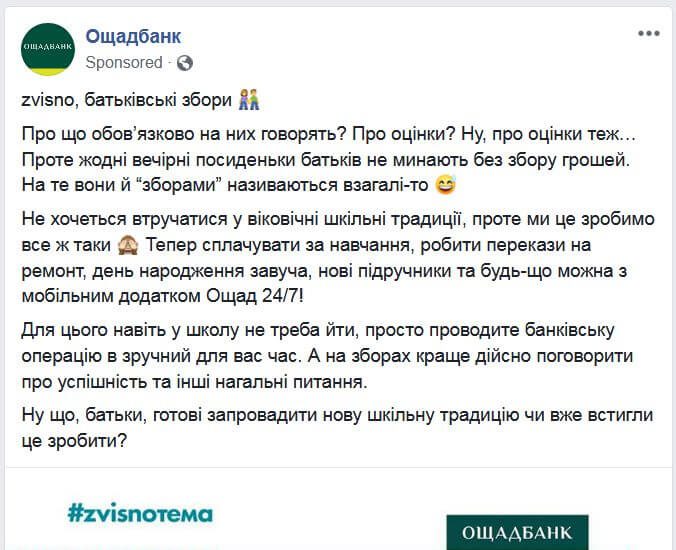 ОЩАДБАНК
Ощадбанк
Sponsored ·
zvisno, батьківські збори
Про що обов’язково на них говорять? Про оцінки? Ну, про оцінки теж…
Проте жодні вечірні посиденьки батьків не минають без збору грошей.
На те вони й “зборами” називаються взагалі-то
Не хочеться втручатися у віковічні шкільні традиції, проте ми це зробимо
все ж таки Тепер сплачувати за навчання, робити перекази на
ремонт, день народження завуча, нові підручники та будь-що можна з
мобільним додатком Ощад 24/7!
Для цього навіть у школу не треба йти, просто проводите банківську
операцію в зручний для вас час. А на зборах краще дійсно поговорити
про успішність та інші нагальні питання.
Ну що, батьки, готові запровадити нову шкільну традицію чи вже встигли
це зробити?
#zvisnoтема
ОЩАДБАНК